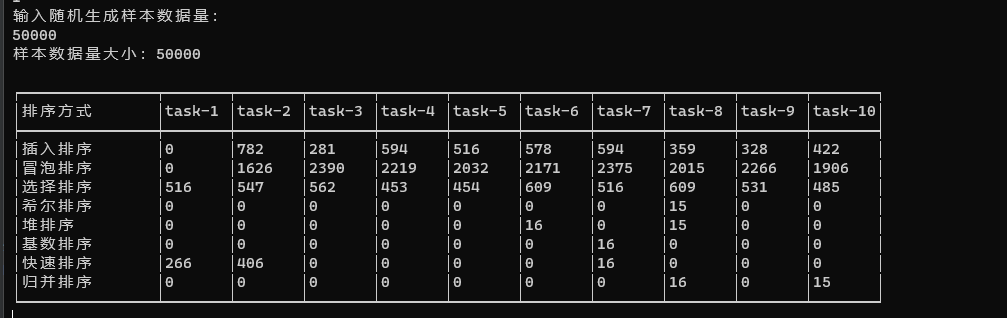 输入随机生成样本数据量:
50000
样本数据量大小: 50000
排序方式 task-1 task-2 task-3 task-4 task-5 task-6 task-7 task-8 task-9 task-10
插入排序 0 782 281 594 516 578 594 359 328 422
冒泡排序 0 1626 2390 2219 2032 2171 2375 2015 2266 1906
选择排序 516 547 562 453 454 609 516 609 531 485
希尔排序 0 0 0 0 0 0 0 15 0 0
堆排序 0 0 0 0 0 16 0 15 0 0
基数排序 0 0 0 0 0 0 16 0 0 0
快速排序 266 406 0 0 0 0 16 0 0 0
归并排序 0 0 0 0 0 0 0 16 0 15